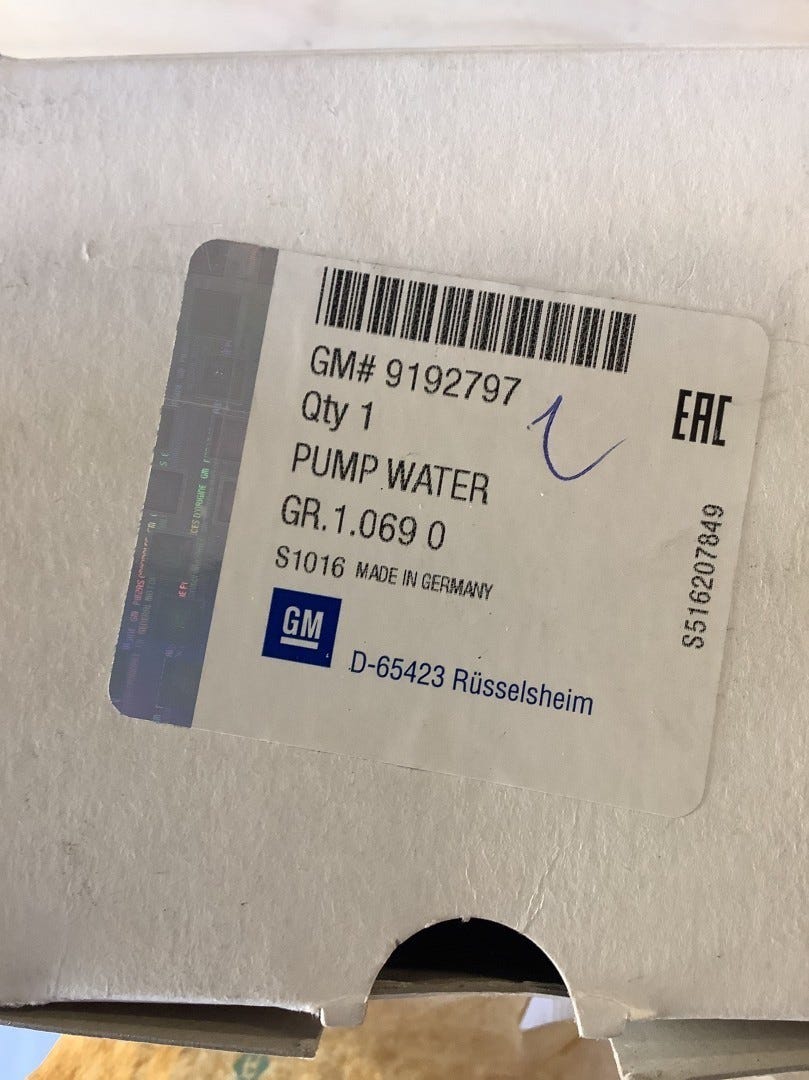 GM# 9192797
Qty 1
PUMP WATER
GR.1.069 0
S1016 MADE IN GERMANY
GM
D-65423 Rüsselsheim
EAC
S516207849